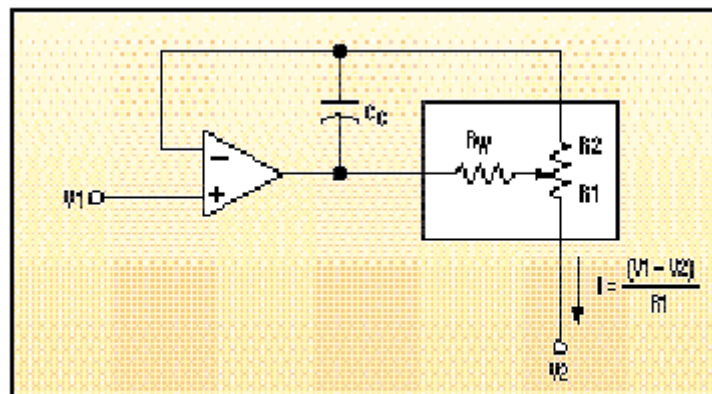 CC
RW
R2
R1
V1
−
+
I = (V1 − V2)
R1
V2